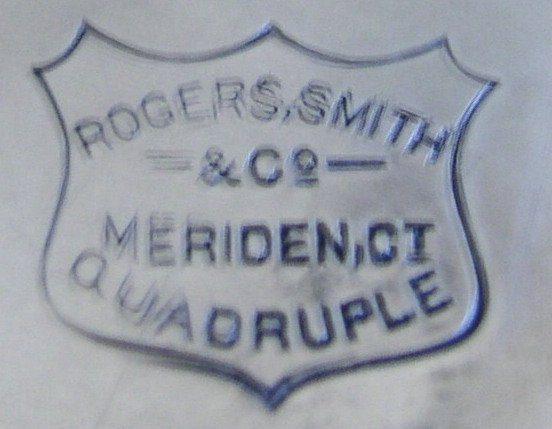 ROGERS, SMITH
& Co
MERIDEN, CT
QUADRUPLE